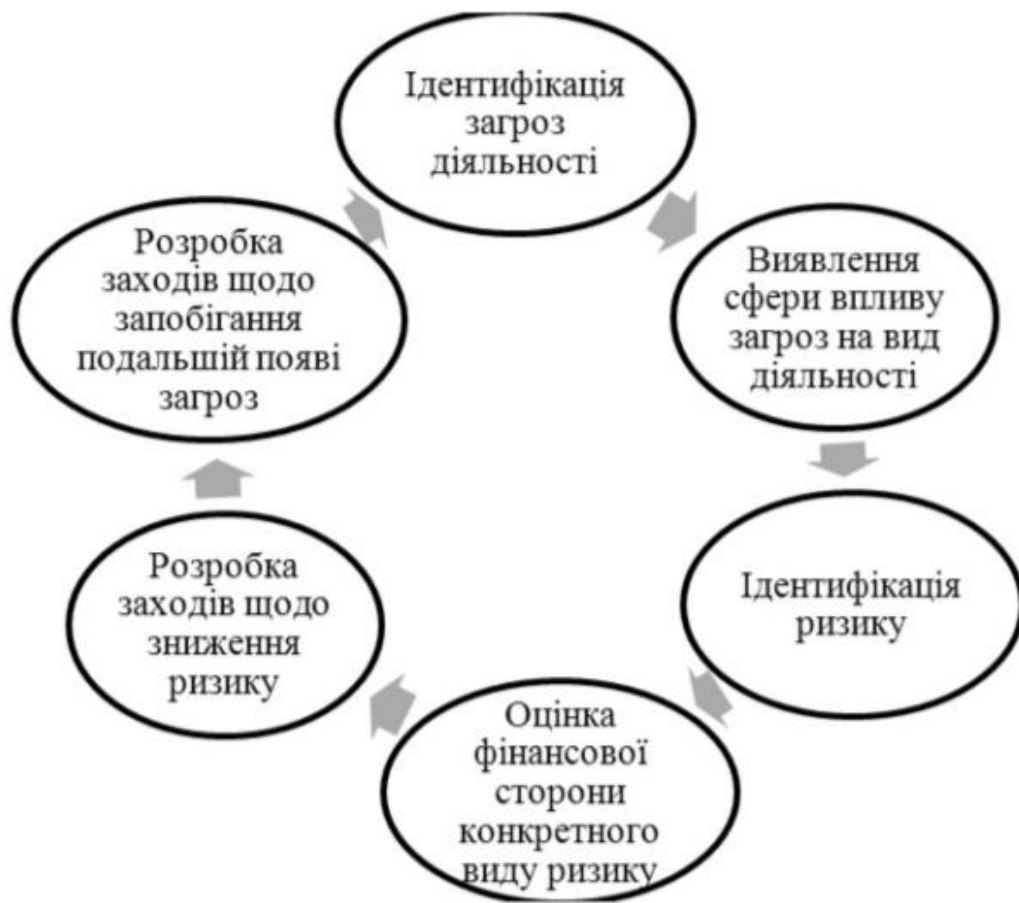 Ідентифікація
загроз
діяльності
Виявлення
сфери впливу
загроз на вид
діяльності
Ідентифікація
ризику
Оцінка
фінансової
сторони
конкретного
виду ризику
Розробка
заходів щодо
зниження
ризику
Розробка
заходів щодо
запобігання
подальшій появі
загроз